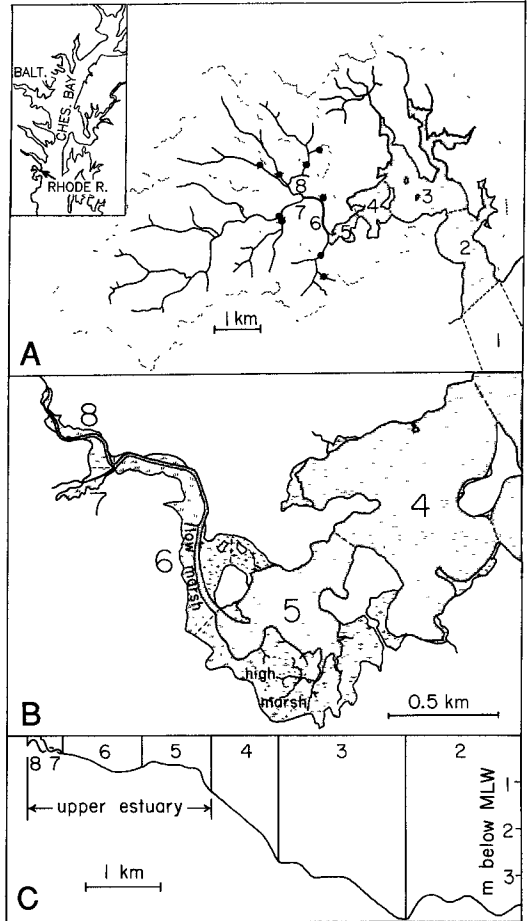 BALT.
CHES. BAY
RHODE R.
8
7
6
5
4
3
2
1
1 km
A
8
7
6
low marsh
5
4
high
marsh
0.5 km
B
8 7 6 5 4 3 2
upper estuary
1
2
3
m below MLW
1 km
C